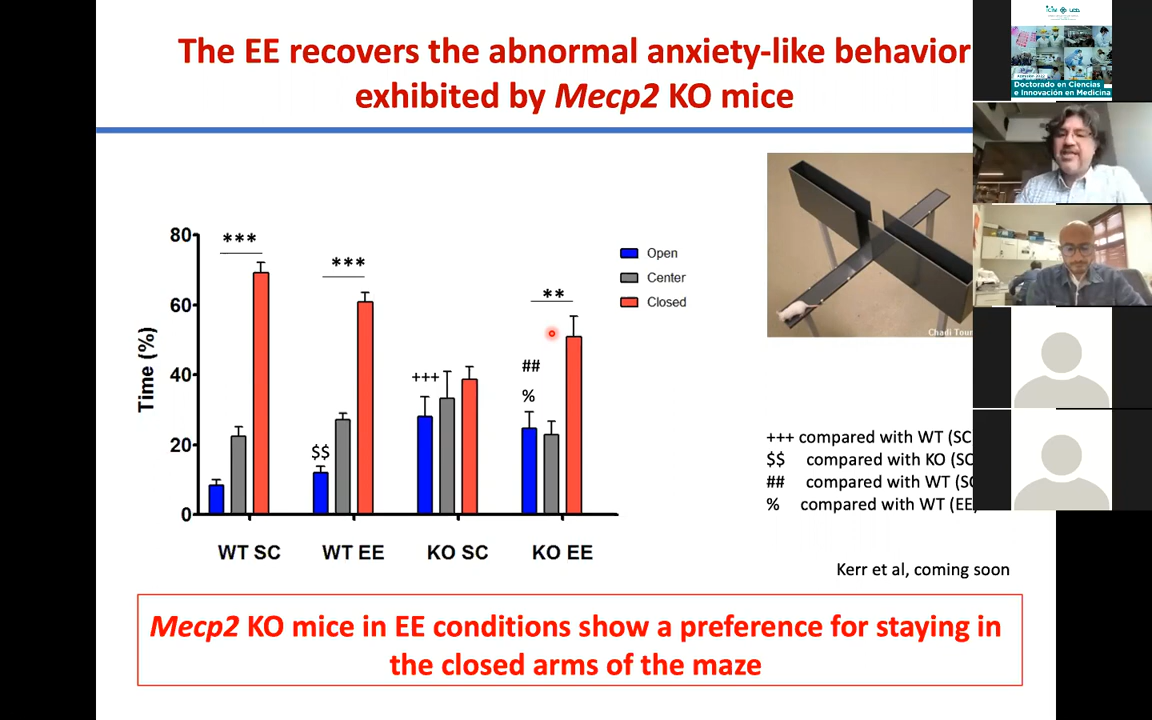 The EE recovers the abnormal anxiety-like behavior
exhibited by Mecp2 KO mice
Doctorado en Ciencias
e Innovación en Medicina
80
60
40
20
0
Time (%)
***
***
+++
**
##
%
$$
Open
Center
Closed
WT SC
WT EE
KO SC
KO EE
Chadi Tour
+++ compared with WT (SC
$$ compared with KO (SC
## compared with WT (SC
% compared with WT (EE)
Kerr et al, coming soon
Mecp2 KO mice in EE conditions show a preference for staying in
the closed arms of the maze